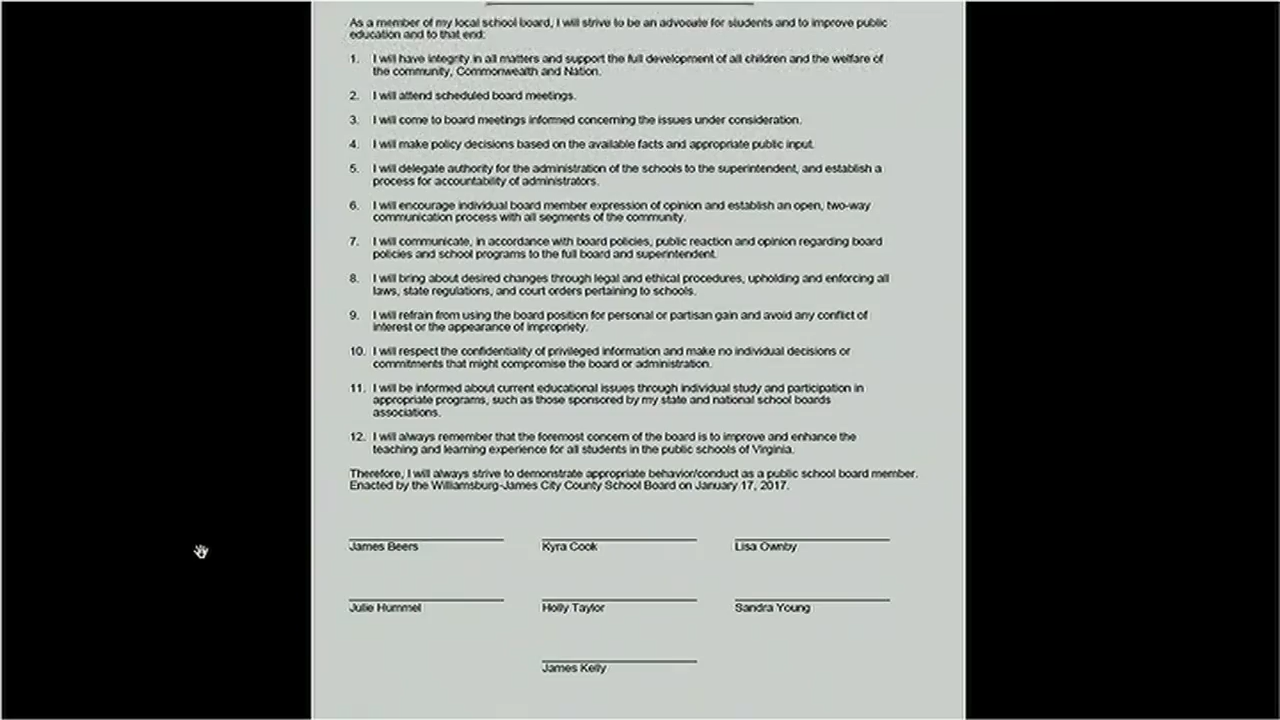 As a member of my local school board, I will strive to be an advocate for students and to improve public
education and to that end:
1. I will have integrity in all matters and support the full development of all children and the welfare of
the community, Commonwealth and Nation.
2. I will attend scheduled board meetings.
3. I will come to board meetings informed concerning the issues under consideration.
4. I will make policy decisions based on the available facts and appropriate public input.
5. I will delegate authority for the administration of the schools to the superintendent, and establish a
process for accountability of administrators.
6. I will encourage individual board member expression of opinion and establish an open, two-way
communication process with all segments of the community.
7. I will communicate, in accordance with board policies, public reaction and opinion regarding board
policies and school programs to the full board and superintendent.
8. I will bring about desired changes through legal and ethical procedures, upholding and enforcing all
laws, state regulations, and court orders pertaining to schools.
9. I will refrain from using the board position for personal or partisan gain and avoid any conflict of
interest or the appearance of impropriety.
10. I will respect the confidentiality of privileged information and make no individual decisions or
commitments that might compromise the board or administration.
11. I will be informed about current educational issues through individual study and participation in
appropriate programs, such as those sponsored by my state and national school boards
associations.
12. I will always remember that the foremost concern of the board is to improve and enhance the
teaching and learning experience for all students in the public schools of Virginia.
Therefore, I will always strive to demonstrate appropriate behavior/conduct as a public school board member.
Enacted by the Williamsburg-James City County School Board on January 17, 2017.
James Beers Kyra Cook Lisa Ownby
Julie Hummel Holly Taylor Sandra Young
James Kelly